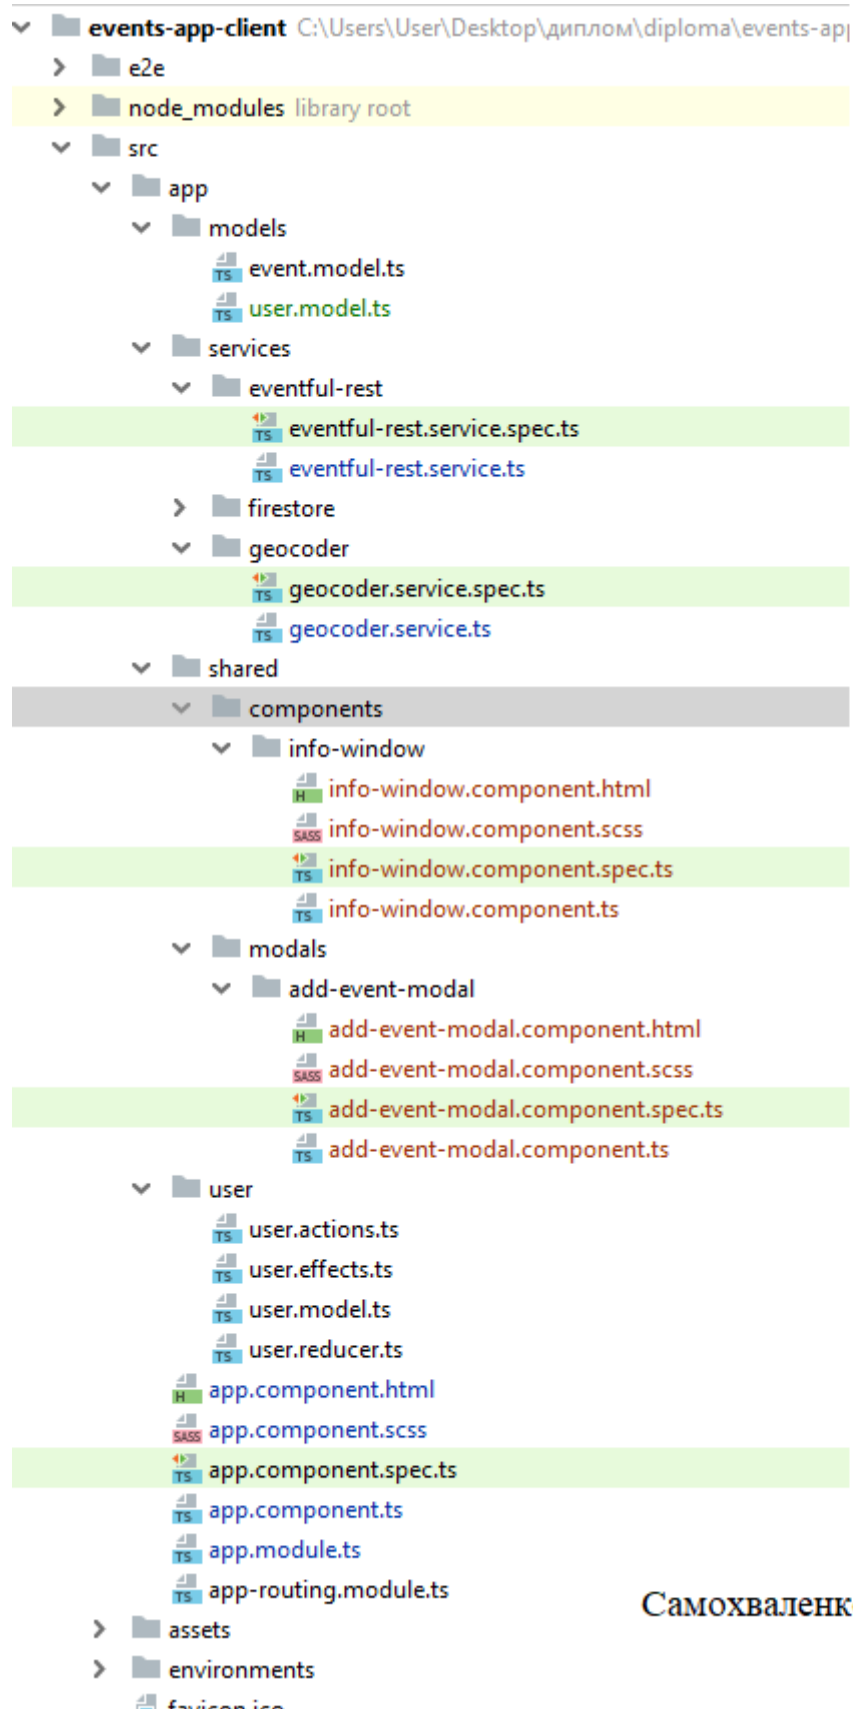 events-app-client C:\Users\User\Desktop\диплом\diploma\events-app
e2e
node_modules library root
src
app
models
event.model.ts
user.model.ts
services
eventful-rest
eventful-rest.service.spec.ts
eventful-rest.service.ts
firestore
geocoder
geocoder.service.spec.ts
geocoder.service.ts
shared
components
info-window
info-window.component.html
info-window.component.scss
info-window.component.spec.ts
info-window.component.ts
modals
add-event-modal
add-event-modal.component.html
add-event-modal.component.scss
add-event-modal.component.spec.ts
add-event-modal.component.ts
user
user.actions.ts
user.effects.ts
user.model.ts
user.reducer.ts
app.component.html
app.component.scss
app.component.spec.ts
app.component.ts
app.module.ts
app-routing.module.ts
Самохваленк
assets
environments
favicon.ico